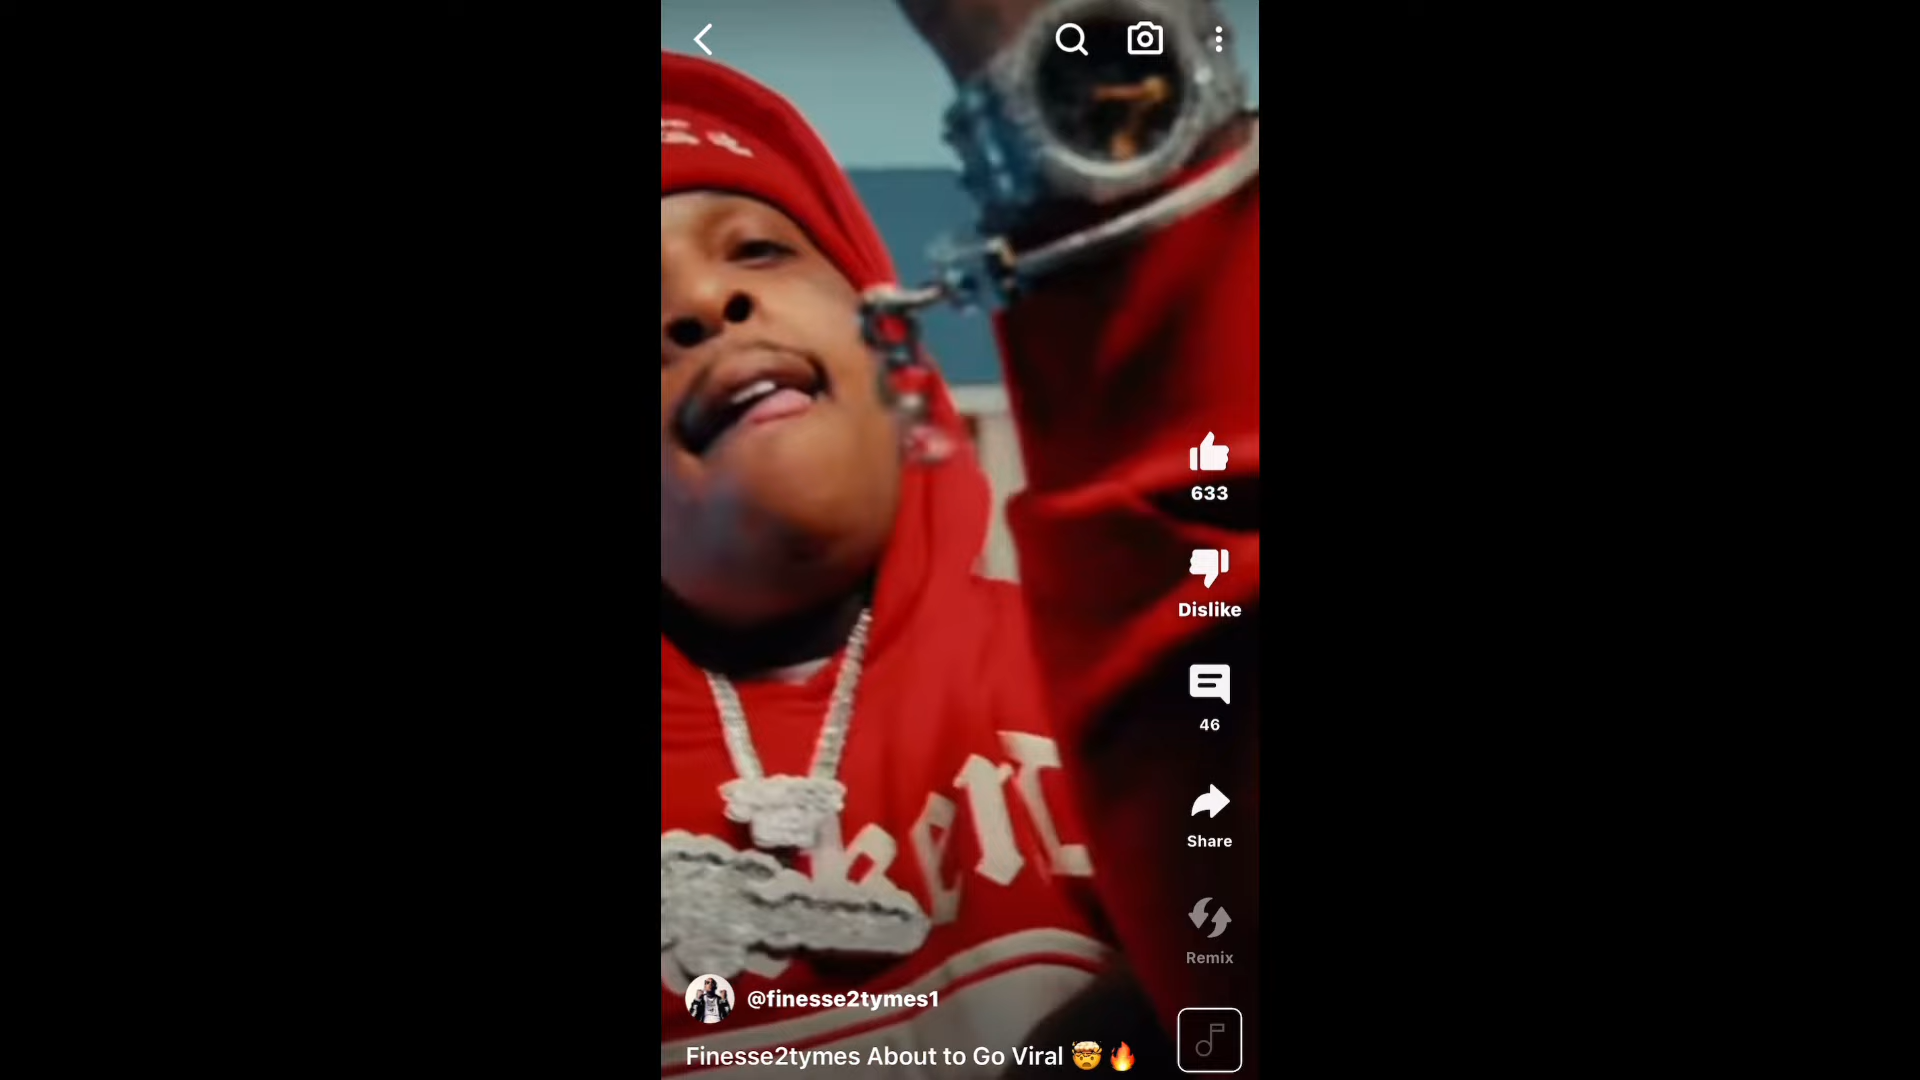 633
Dislike
46
Share
Remix
@finesse2tymes1
Finesse2tymes About to Go Viral 🤯🔥